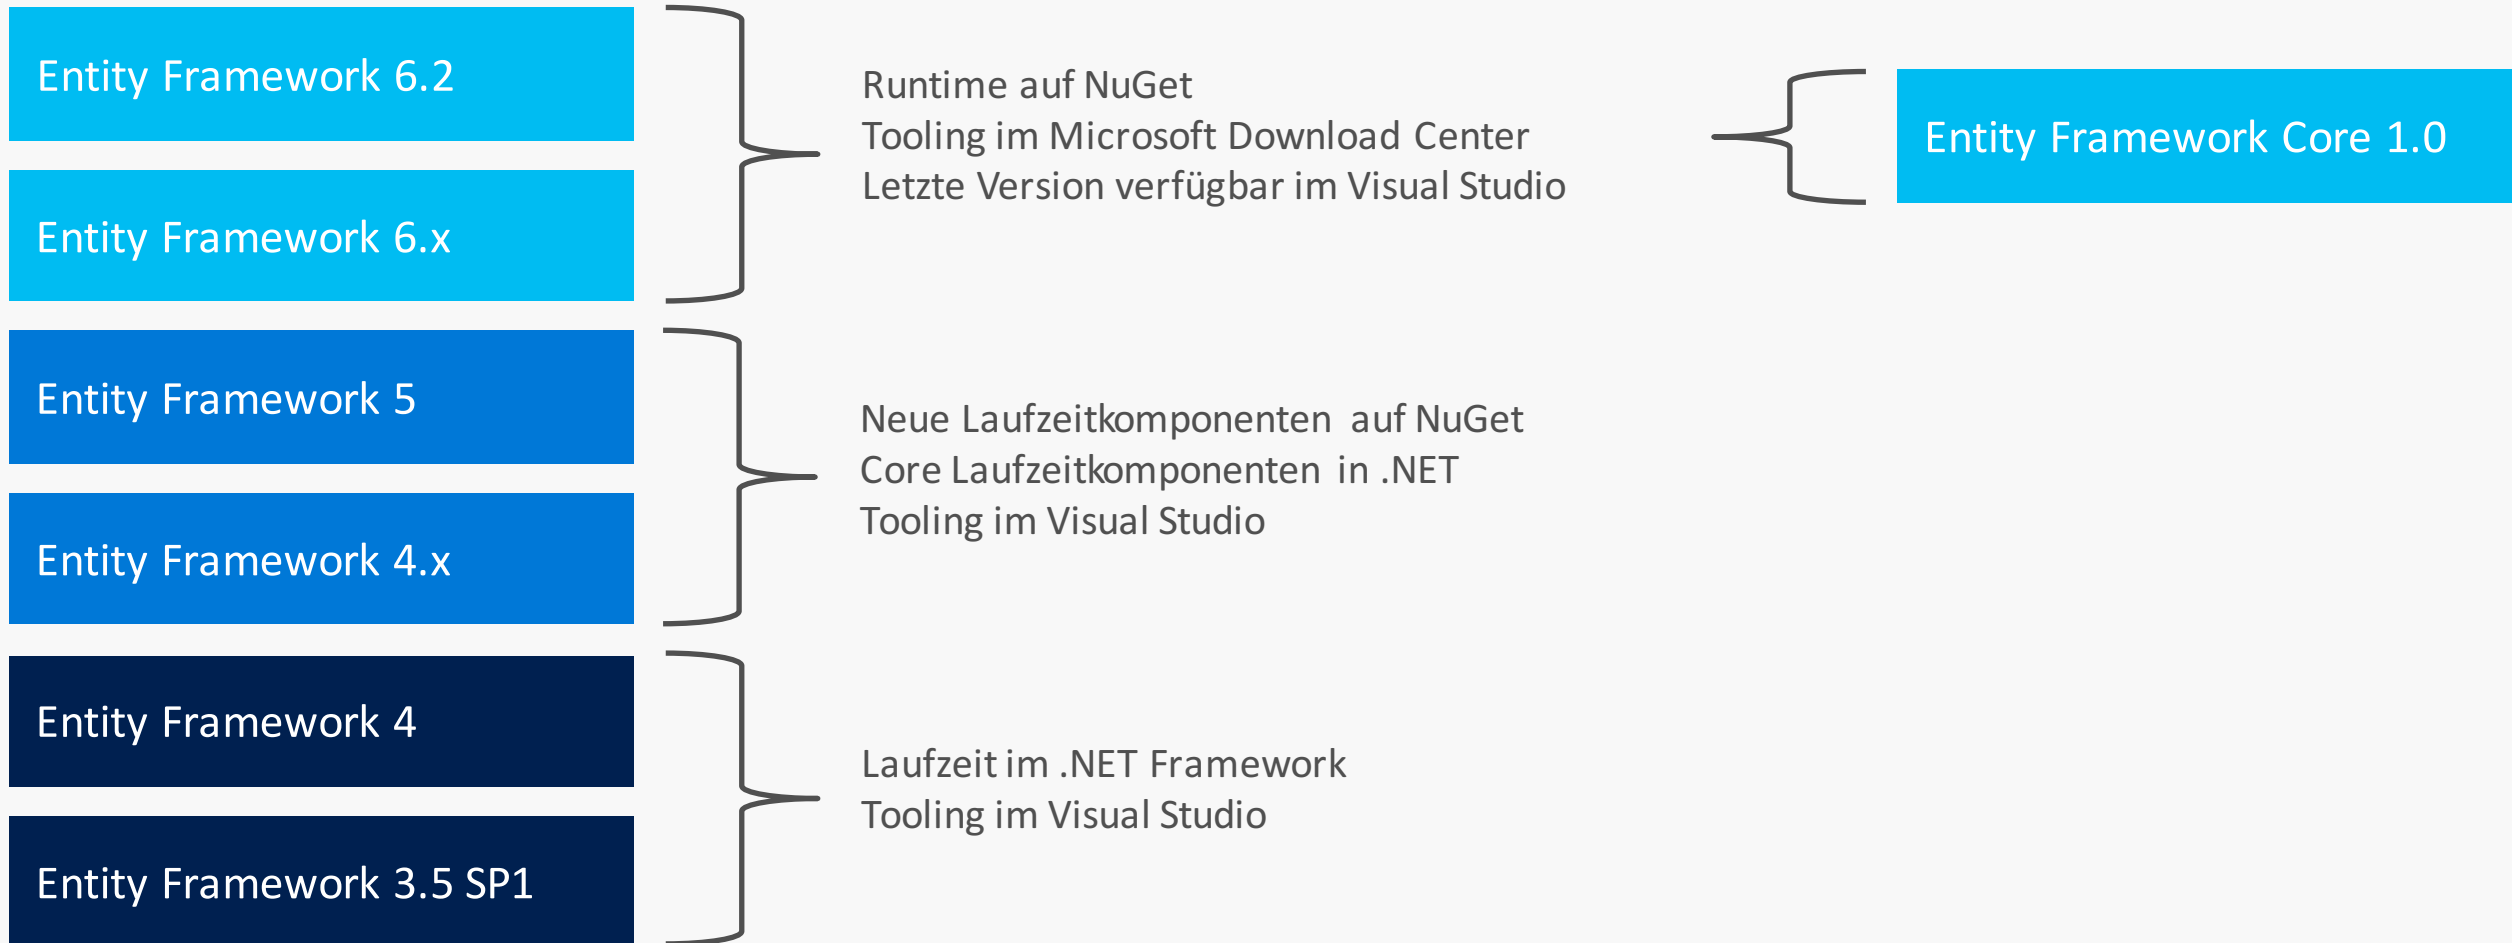 Entity Framework 6.2
Entity Framework 6.x
Runtime auf NuGet
Tooling im Microsoft Download Center
Letzte Version verfügbar im Visual Studio
Entity Framework Core 1.0
Entity Framework 5
Entity Framework 4.x
Neue Laufzeitkomponenten auf NuGet
Core Laufzeitkomponenten in .NET
Tooling im Visual Studio
Entity Framework 4
Entity Framework 3.5 SP1
Laufzeit im .NET Framework
Tooling im Visual Studio